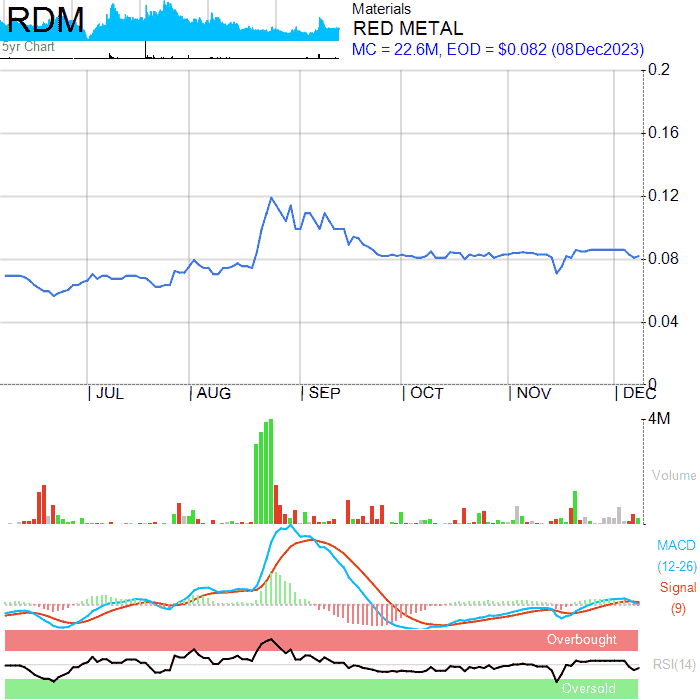 RDM
5yr Chart
Materials
RED METAL
MC = 22.6M, EOD = $0.082 (08Dec2023)
0.2
0.16
0.12
0.08
0.04
0
JUL AUG SEP OCT NOV DEC
4M
Volume
MACD
(12-26)
Signal
(9)
Overbought
RSI(14)
Oversold